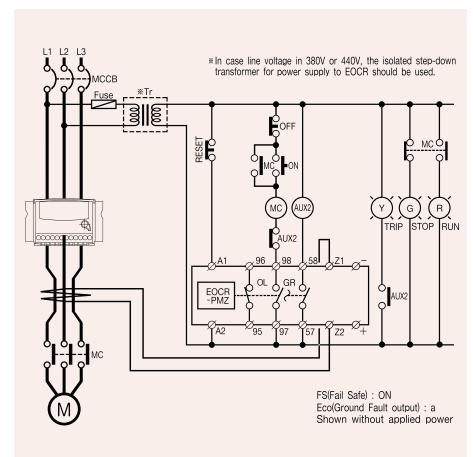 L1 L2 L3
※In case line voltage in 380V or 440V, the isolated step-down
transformer for power supply to EOCR should be used.
MCCB
Fuse
※Tr
OFF
RESET
MC
ON
MC
MC
AUX2
Y
G
R
TRIP
STOP
RUN
AUX2
A1
96
98
58
Z1
-
OL
GR
EOCR
-PMZ
AUX2
A2
95
97
57
Z2
+
MC
M
FS(Fail Safe) : ON
Eco(Ground Fault output) : a
Shown without applied power